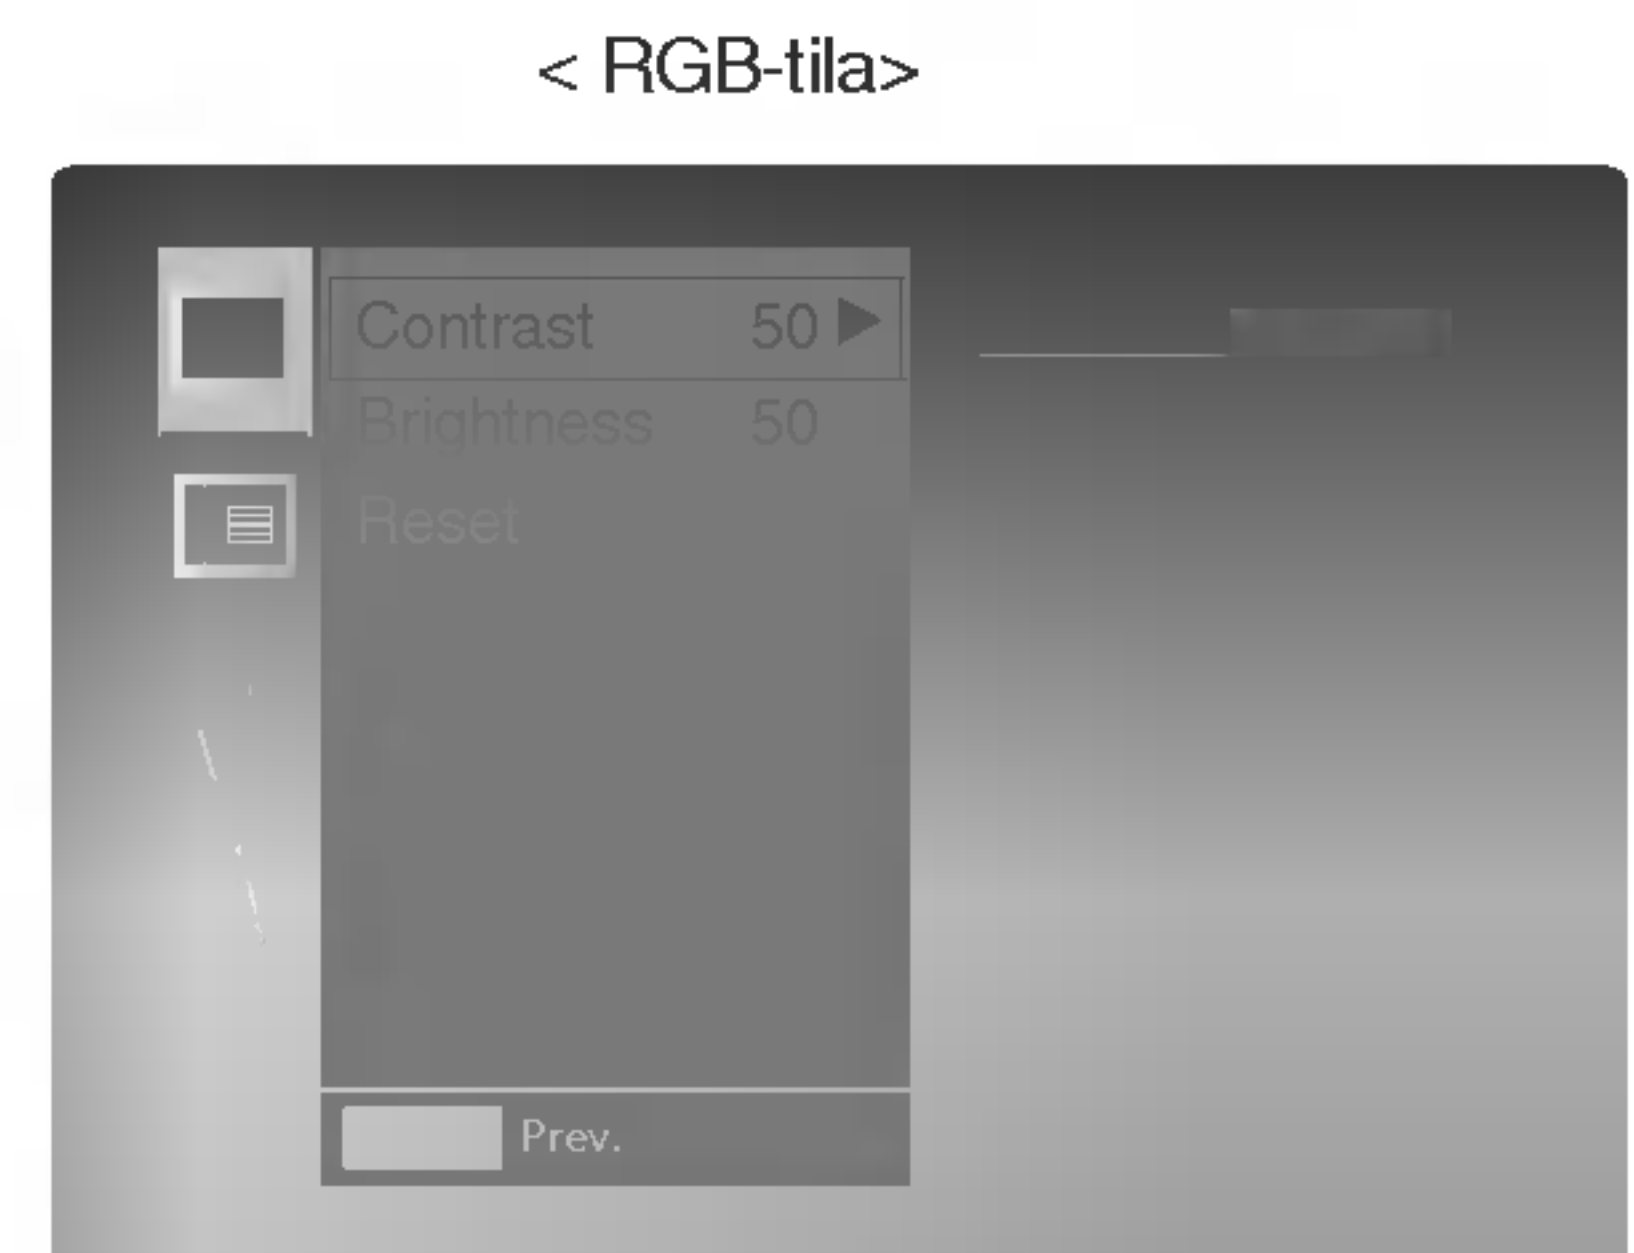 < RGB-tila>
Contrast 50 ▶
Brightness 50
Reset
Prev.